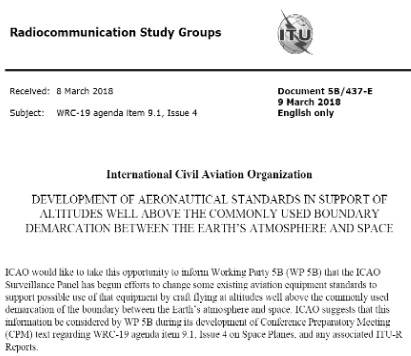 Radiocommunication Study Groups
ITU
Received: 8 March 2018
Document 5B/437-E
9 March 2018
Subject: WRC-19 agenda item 9.1, Issue 4
English only
International Civil Aviation Organization
DEVELOPMENT OF AERONAUTICAL STANDARDS IN SUPPORT OF
ALTITUDES WELL ABOVE THE COMMONLY USED BOUNDARY
DEMARCATION BETWEEN THE EARTH'S ATMOSPHERE AND SPACE
ICAO would like to take this opportunity to inform Working Party 5B (WP 5B) that the ICAO
Surveillance Panel has begun efforts to change some existing aviation equipment standards to
support possible use of that equipment by craft flying at altitudes well above the commonly used
demarcation of the boundary between the Earth's atmosphere and space. ICAO suggests that this
information be considered by WP 5B during its development of Conference Preparatory Meeting
(CPM) text regarding WRC-19 agenda item 9.1, Issue 4 on Space Planes, and any associated ITU-R
Reports.